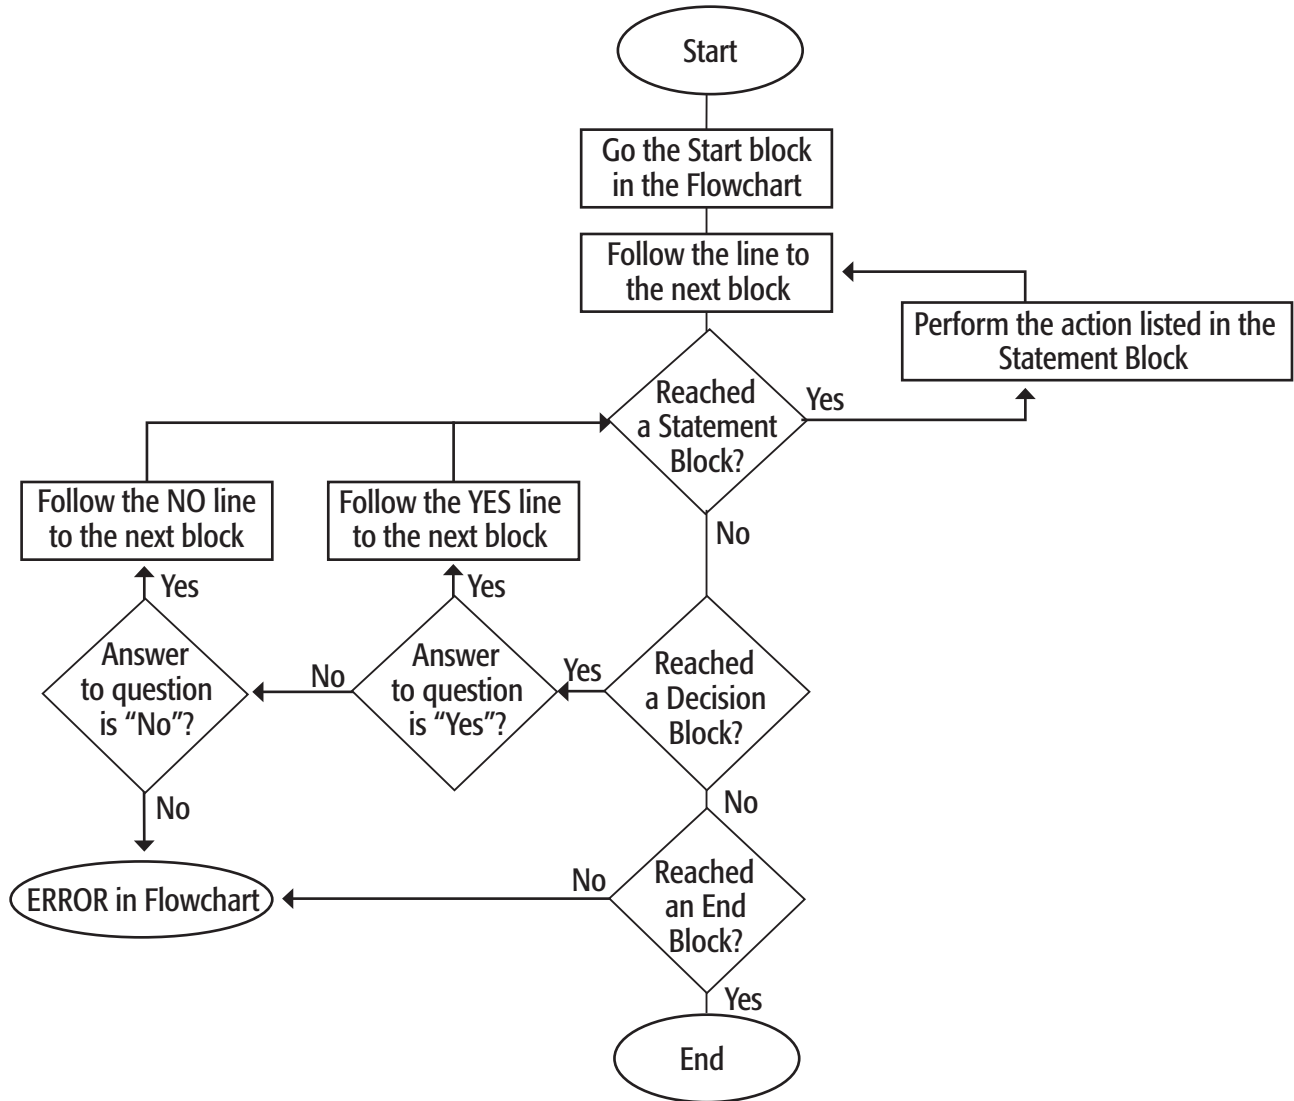 Start
Go the Start block
in the Flowchart
Follow the line to
the next block
Perform the action listed in the
Statement Block
Reached
a Statement
Block?
Yes
No
Follow the NO line
to the next block
Follow the YES line
to the next block
Yes
Yes
Answer
to question
is “No”?
No
Answer
to question
is “Yes”?
Yes
Reached
a Decision
Block?
No
No
ERROR in Flowchart
No
Reached
an End
Block?
Yes
End